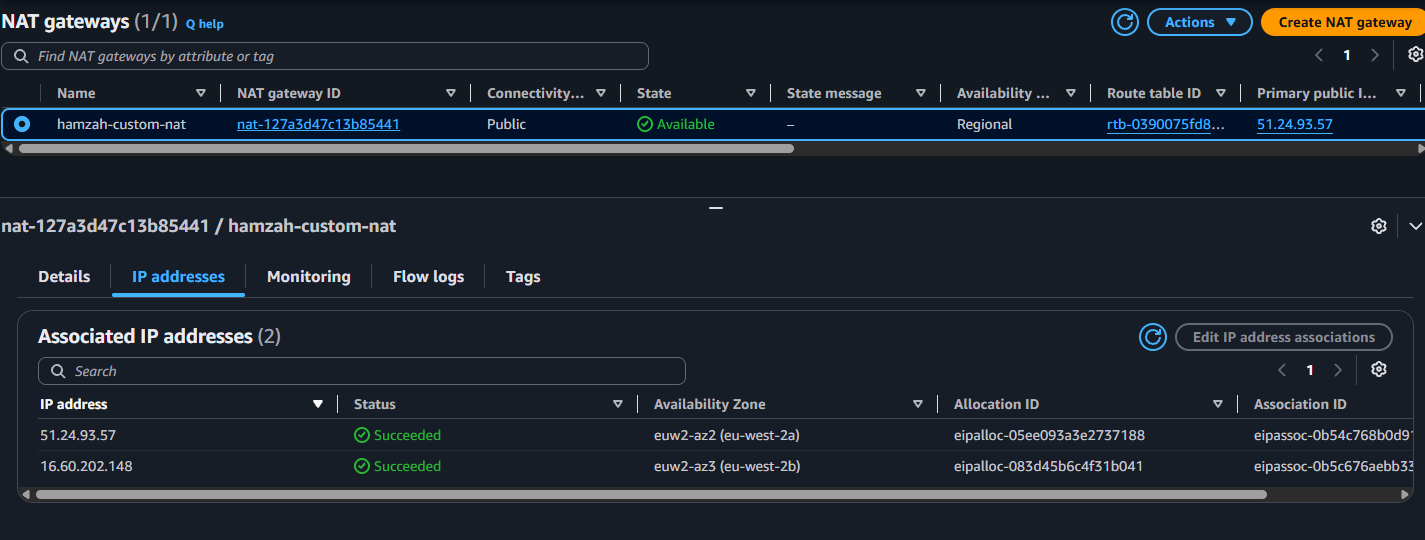 NAT gateways (1/1) Q help
Actions
Create NAT gateway
Find NAT gateways by attribute or tag
1
Name NAT gateway ID Connectivity... State State message Availability ... Route table ID Primary public I...
hamzah-custom-nat nat-127a3d47c13b85441 Public Available – Regional rtb-0390075fd8... 51.24.93.57
nat-127a3d47c13b85441 / hamzah-custom-nat
Details IP addresses Monitoring Flow logs Tags
Associated IP addresses (2)
Edit IP address associations
Search
1
IP address Status Availability Zone Allocation ID Association ID
51.24.93.57 Succeeded euw2-az2 (eu-west-2a) eipalloc-05ee093a3e2737188 eipassoc-0b54c768b0d91
16.60.202.148 Succeeded euw2-az3 (eu-west-2b) eipalloc-083d45b6c4f31b041 eipassoc-0b5c676aebb33